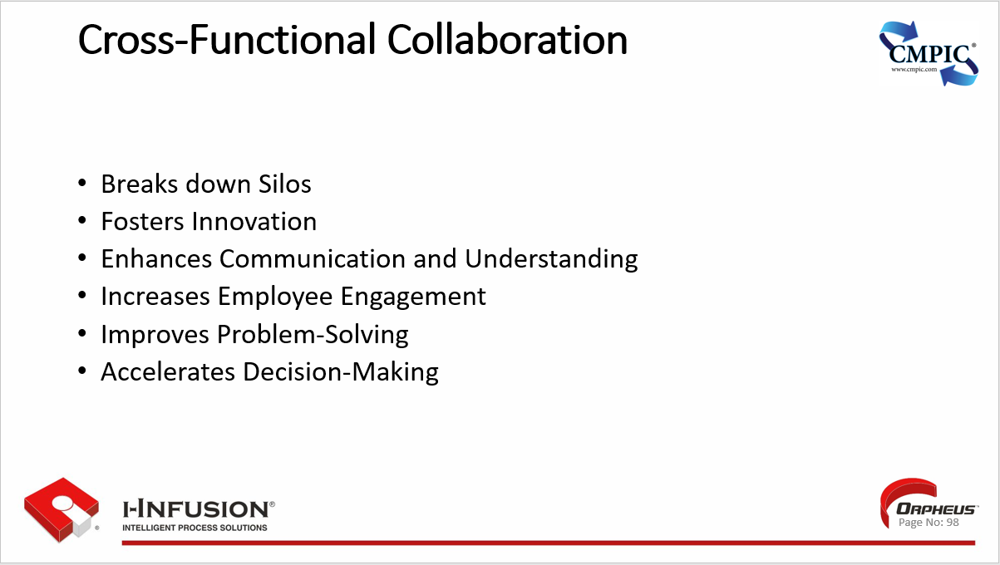 Cross-Functional Collaboration
CMPIC®
www.cmpic.com
• Breaks down Silos
• Fosters Innovation
• Enhances Communication and Understanding
• Increases Employee Engagement
• Improves Problem-Solving
• Accelerates Decision-Making
®
I-INFUSION®
INTELLIGENT PROCESS SOLUTIONS
ORPHEUS™
Page No: 98